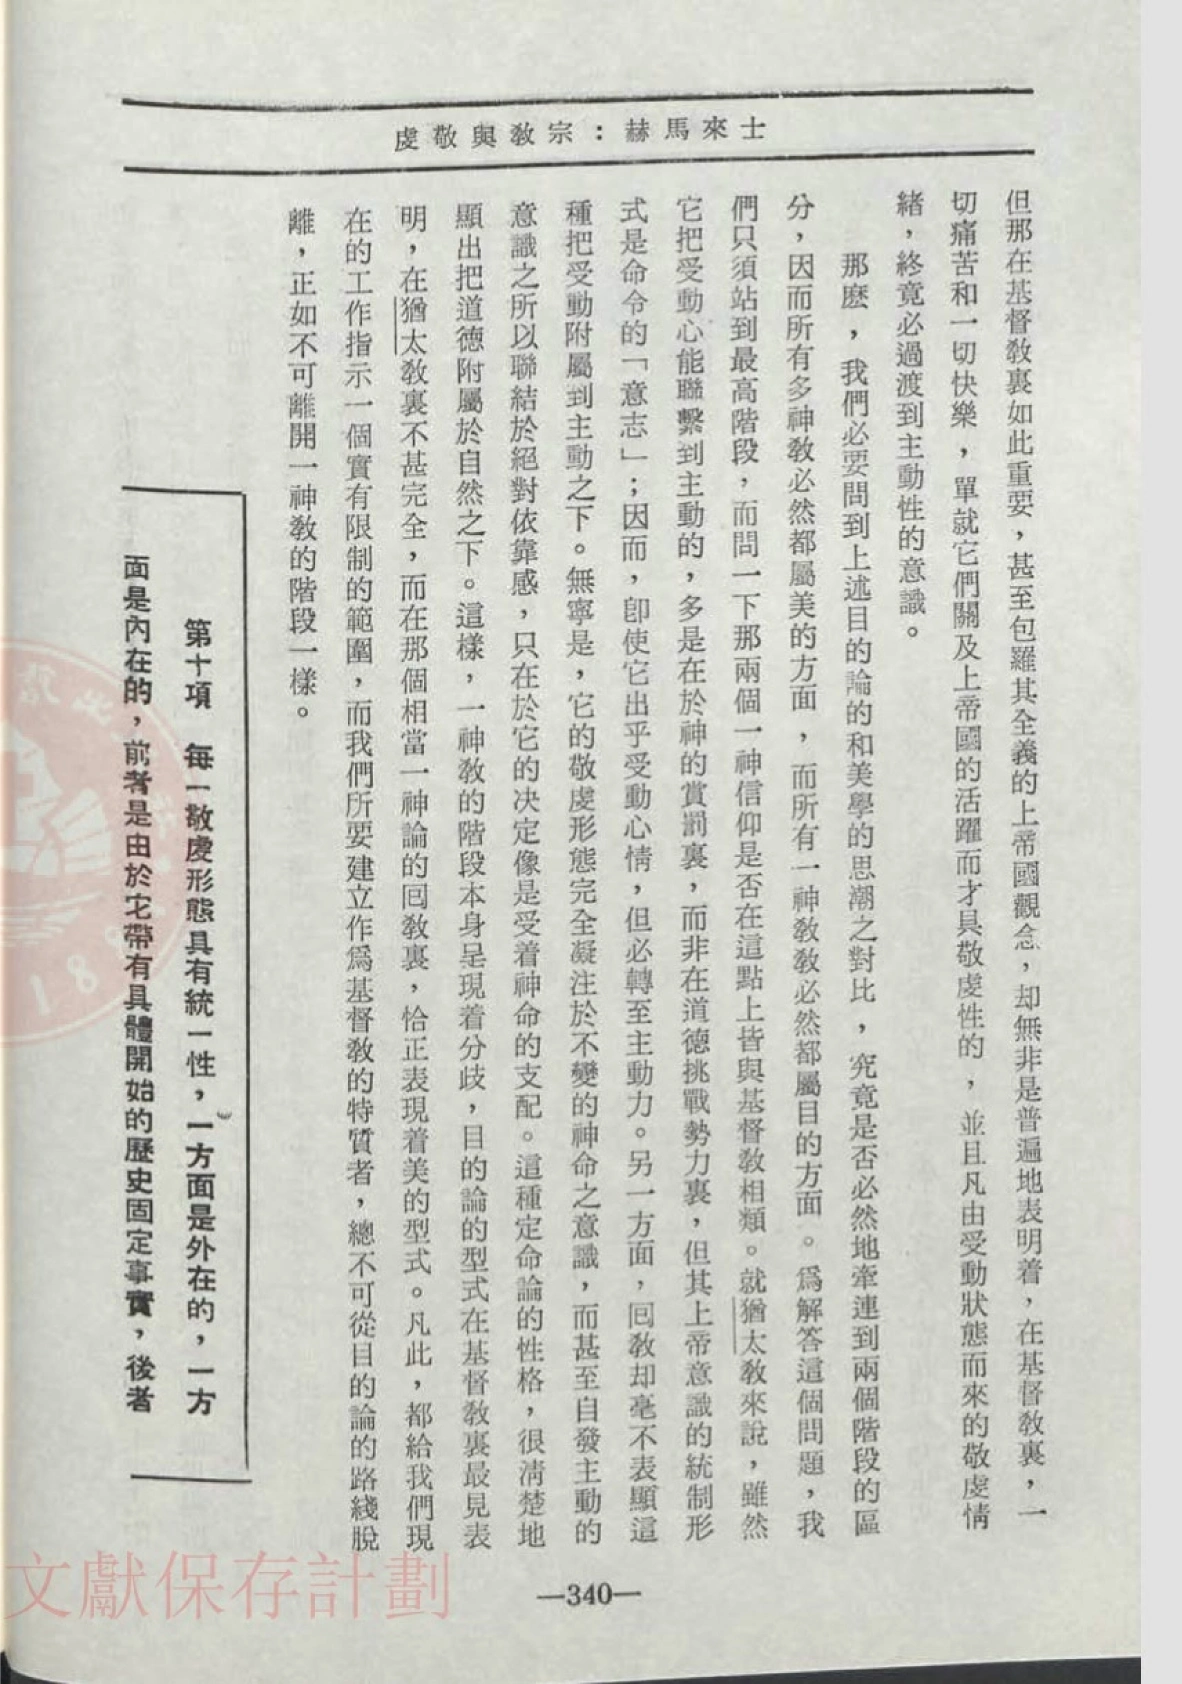 士來馬赫：宗教與敬虔
但那在基督教裏如此重要，甚至包羅其全義的上帝國觀念，却無非是普遍地表明着，在基督教裏，一
切痛苦和一切快樂，單就它們關及上帝國的活躍而才具敬虔性的，並且凡由受動狀態而來的敬虔情
緒，終竟必過渡到主動性的意識。
那麽，我們必要問到上述目的論的和美學的思潮之對比，究竟是否必然地牽連到兩個階段的區
分，因而所有多神教必然都屬美的方面，而所有一神教教必然都屬目的方面。爲解答這個問題，我
們只須站到最高階段，而問一下那兩個一神信仰是否在這點上皆與基督教相類。就猶太教來說，雖然
它把受動心能聯繫到主動的，多是在於神的賞罰裏，而非在道德挑戰勢力裏，但其上帝意識的統制形
式是命令的「意志」；因而，卽使它出乎受動心情，但必轉至主動力。另一方面，回教却毫不表顯這
種把受動附屬到主動之下。無寧是，它的敬虔形態完全凝注於不變的神命之意識，而甚至自發主動的
意識之所以聯結於絕對依靠感，只在於它的决定像是受着神命的支配。這種定命論的性格，很淸楚地
顯出把道德附屬於自然之下。這樣，一神教的階段本身呈現着分歧，目的論的型式在基督教裏最見表
明，在猶太教裏不甚完全，而在那個相當一神論的回教裏，恰正表現着美的型式。凡此，都給我們現
在的工作指示一個實有限制的範圍，而我們所要建立作爲基督教的特質者，總不可從目的論的路綫脫
離，正如不可離開一神教的階段一樣。
第十項　每一敬虔形態具有統一性，一方面是外在的，一方
面是內在的，前者是由於它帶有具體開始的歷史固定事實，後者
—340—
文獻保存計劃